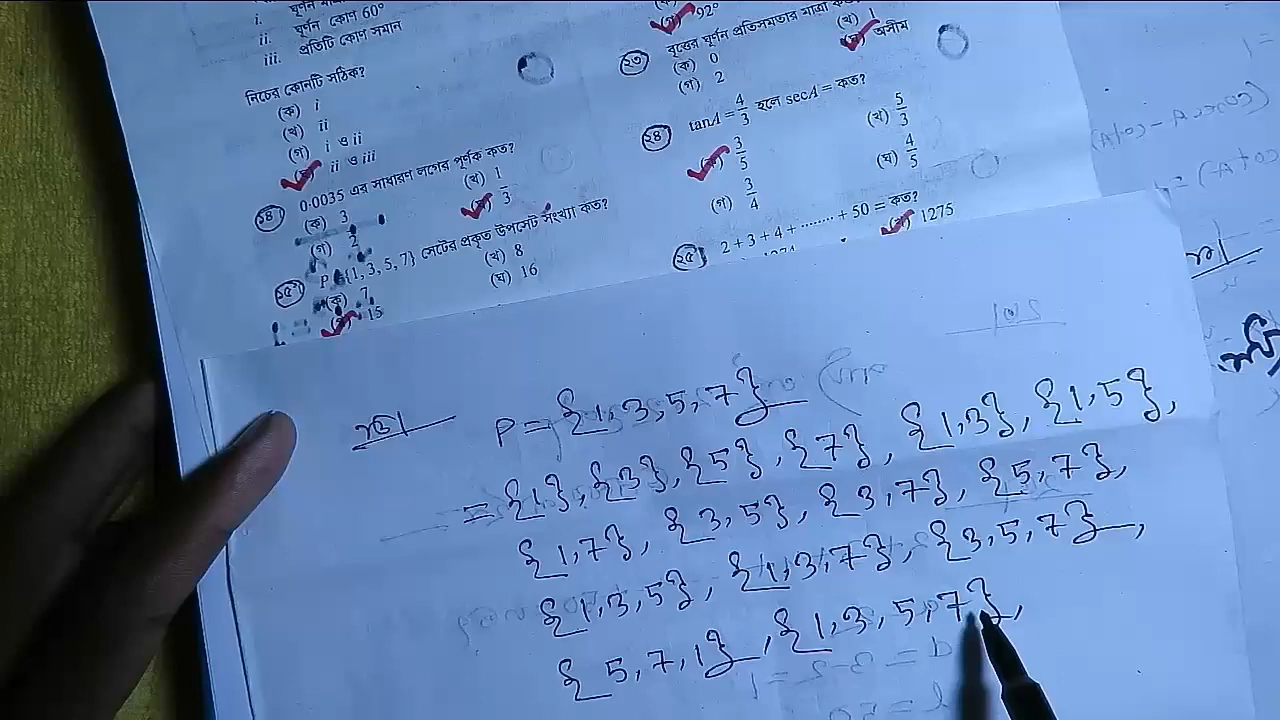 ii. ঘূর্ণন কোণ 60°
iii. প্রতিটি কোণ সমান
নিচের কোনটি সঠিক?
(ক) i
(খ) ii
(গ) i ও ii
ii ও iii
১৪ 0.0035 এর সাধারণ লগের পূর্ণক কত?
(ক) 3
(খ) 1
(গ) 2
3
১৫ P = {1, 3, 5, 7} সেটের প্রকৃত উপসেট সংখ্যা কত?
(ক) 7
(খ) 8
15
(ঘ) 16
92°
২৩ বৃত্তের ঘূর্ণন প্রতিসমতার মাত্রা কত?
(ক) 0
(খ) 1
(গ) 2
অসীম
২৪ tanA = 4/3 হলে secA = কত?
3/5
(খ) 5/3
(গ) 3/4
(ঘ) 4/5
২৫ 2 + 3 + 4 + ........ + 50 = কত?
1275
P = {1, 3, 5, 7}
= {1}, {3}, {5}, {7}, {1,3}, {1,5},
{1,7}, {3,5}, {3,7}, {5,7},
{1,3,5}, {1,3,7}, {3,5,7},
{5,7,1}, {1,3,5,7},